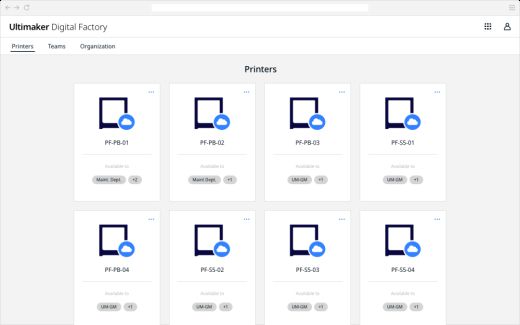 Ultimaker Digital Factory
Printers Teams Organization
Printers
PF-PB-01 PF-PB-02 PF-PB-03 PF-S5-01
Available to Available to Available to Available to
Maint. Dept. +2 Maint Dept. +1 UM-GM +1 UM-GM +1
PF-PB-04 PF-S5-02 PF-S5-03 PF-S5-04
Available to Available to Available to Available to
UM-GM +1 UM-GM +1 UM-GM +1 UM-GM +1